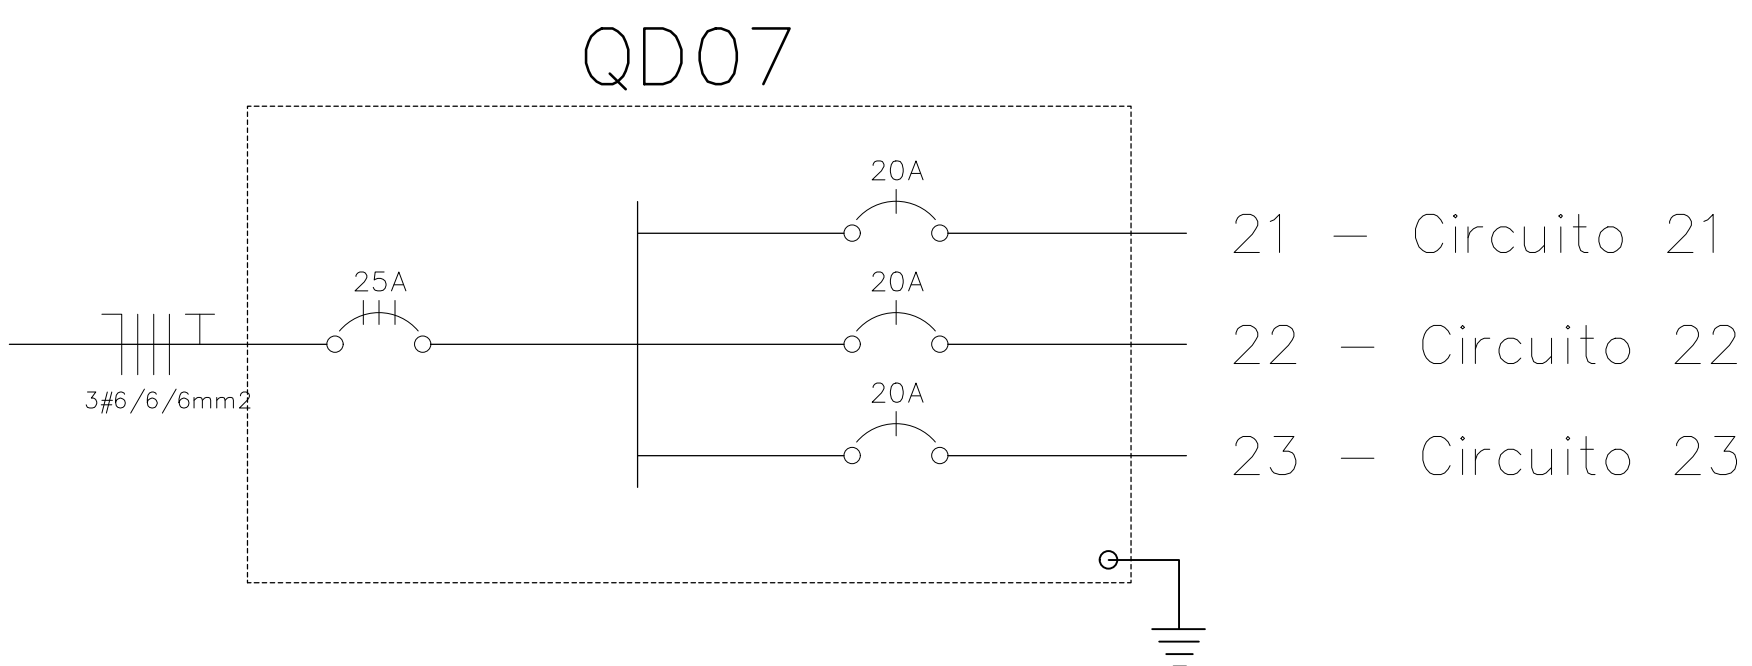 QD07
20A
21 - Circuito 21
25A
20A
22 - Circuito 22
3#6/6/6mm2
20A
23 - Circuito 23